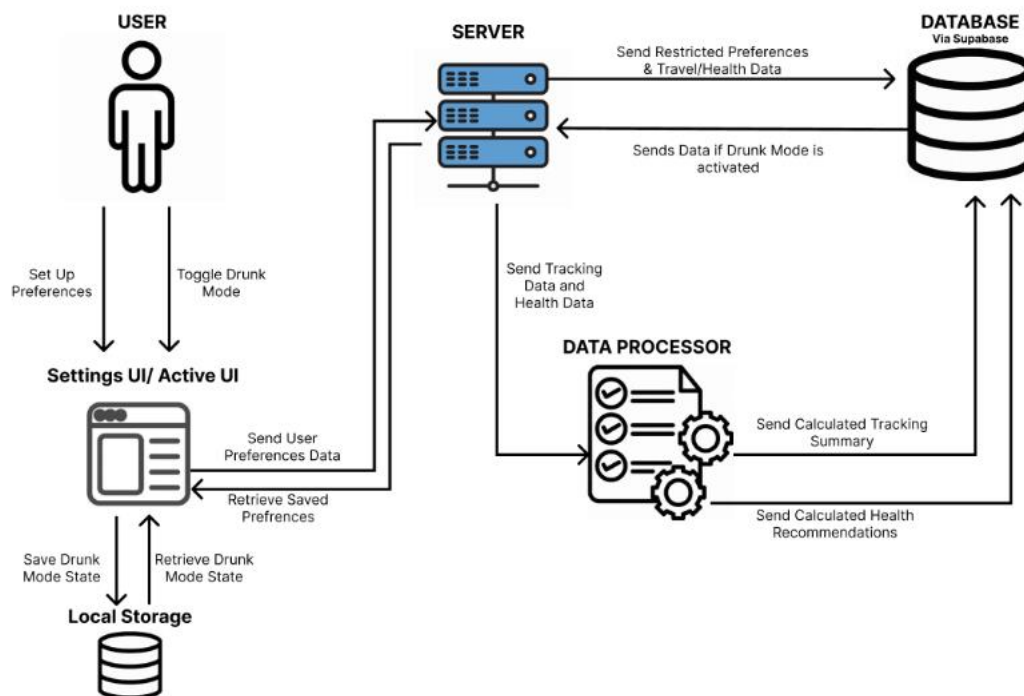 USER
SERVER
DATABASE
Via Supabase
Send Restricted Preferences
& Travel/Health Data
Sends Data if Drunk Mode is
activated
Set Up
Preferences
Toggle Drunk
Mode
Send Tracking
Data and
Health Data
DATA PROCESSOR
Settings UI/ Active UI
Send User
Preferences Data
Retrieve Saved
Prefrences
Send Calculated Tracking
Summary
Send Calculated Health
Recommendations
Save Drunk
Mode State
Retrieve Drunk
Mode State
Local Storage